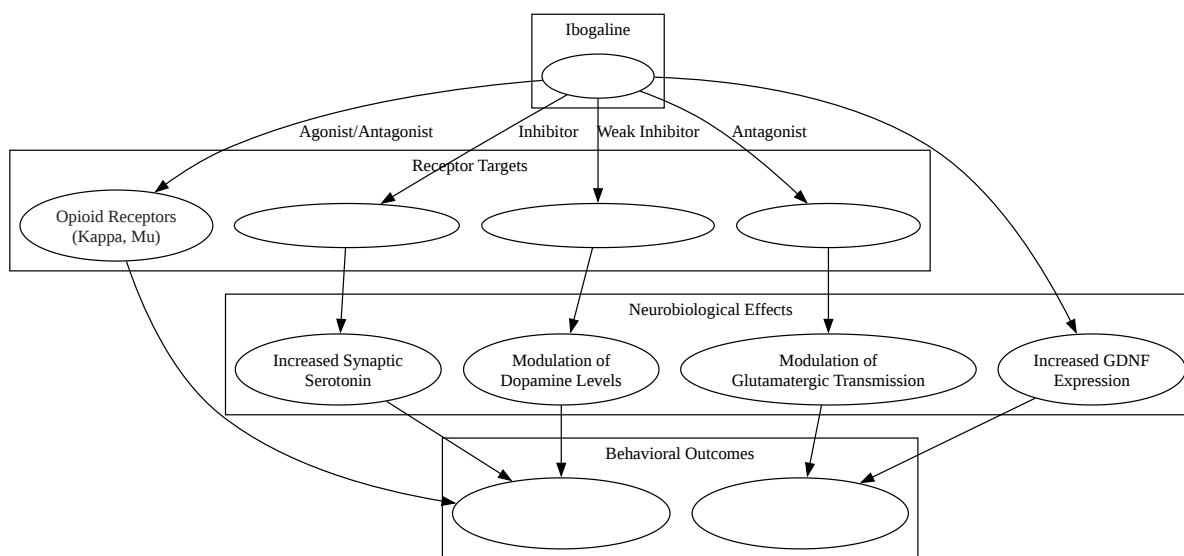 Ibogaline
Agonist/Antagonist
Inhibitor
Weak Inhibitor
Antagonist
Receptor Targets
Opioid Receptors
(Kappa, Mu)
Neurobiological Effects
Increased Synaptic
Serotonin
Modulation of
Dopamine Levels
Modulation of
Glutamatergic Transmission
Increased GDNF
Expression
Behavioral Outcomes